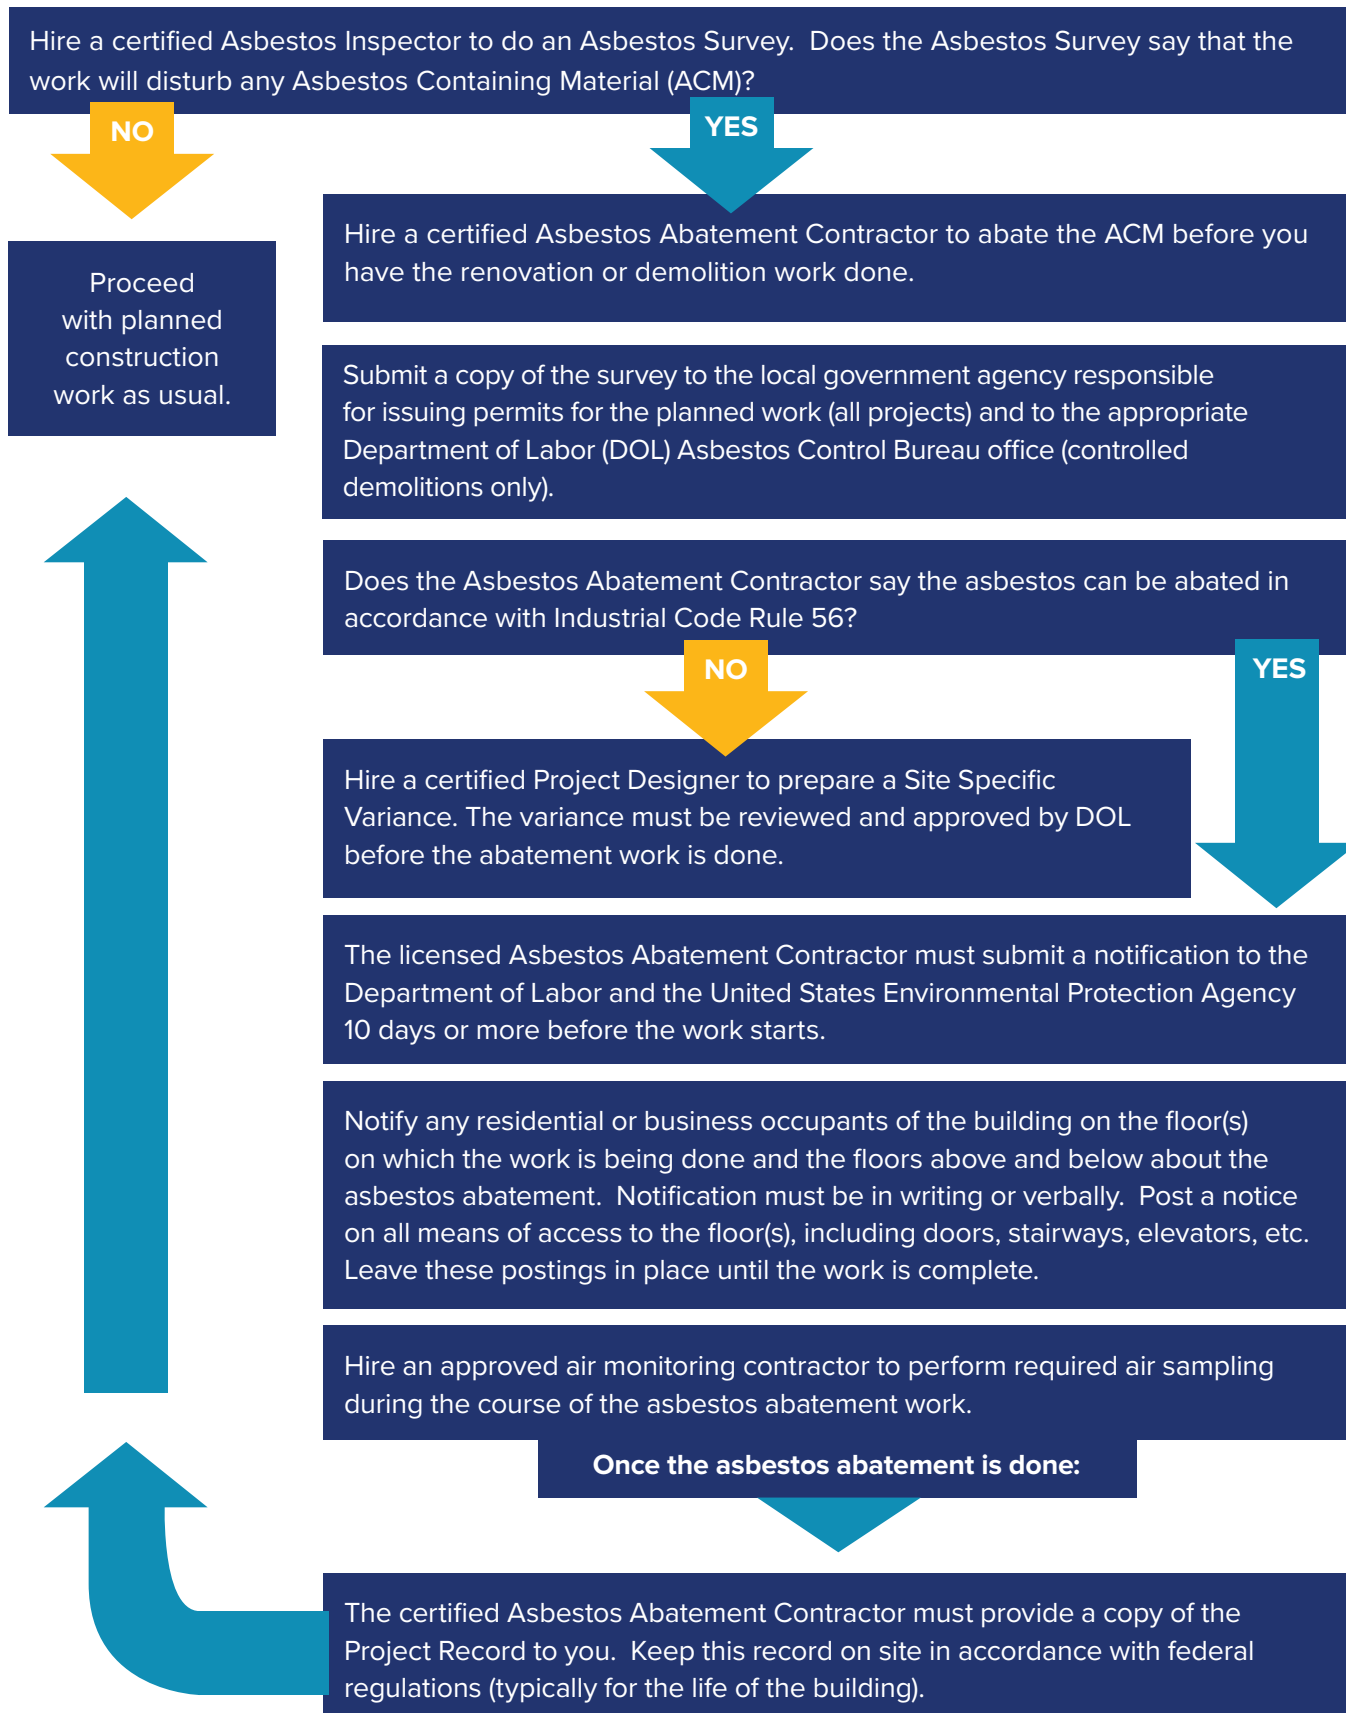 Hire a certified Asbestos Inspector to do an Asbestos Survey.  Does the Asbestos Survey say that the
work will disturb any Asbestos Containing Material (ACM)?
NO
YES
Proceed
with planned
construction
work as usual.
Hire a certified Asbestos Abatement Contractor to abate the ACM before you
have the renovation or demolition work done.
Submit a copy of the survey to the local government agency responsible
for issuing permits for the planned work (all projects) and to the appropriate
Department of Labor (DOL) Asbestos Control Bureau office (controlled
demolitions only).
Does the Asbestos Abatement Contractor say the asbestos can be abated in
accordance with Industrial Code Rule 56?
NO
YES
Hire a certified Project Designer to prepare a Site Specific
Variance. The variance must be reviewed and approved by DOL
before the abatement work is done.
The licensed Asbestos Abatement Contractor must submit a notification to the
Department of Labor and the United States Environmental Protection Agency
10 days or more before the work starts.
Notify any residential or business occupants of the building on the floor(s)
on which the work is being done and the floors above and below about the
asbestos abatement.  Notification must be in writing or verbally.  Post a notice
on all means of access to the floor(s), including doors, stairways, elevators, etc.
Leave these postings in place until the work is complete.
Hire an approved air monitoring contractor to perform required air sampling
during the course of the asbestos abatement work.
Once the asbestos abatement is done:
The certified Asbestos Abatement Contractor must provide a copy of the
Project Record to you.  Keep this record on site in accordance with federal
regulations (typically for the life of the building).